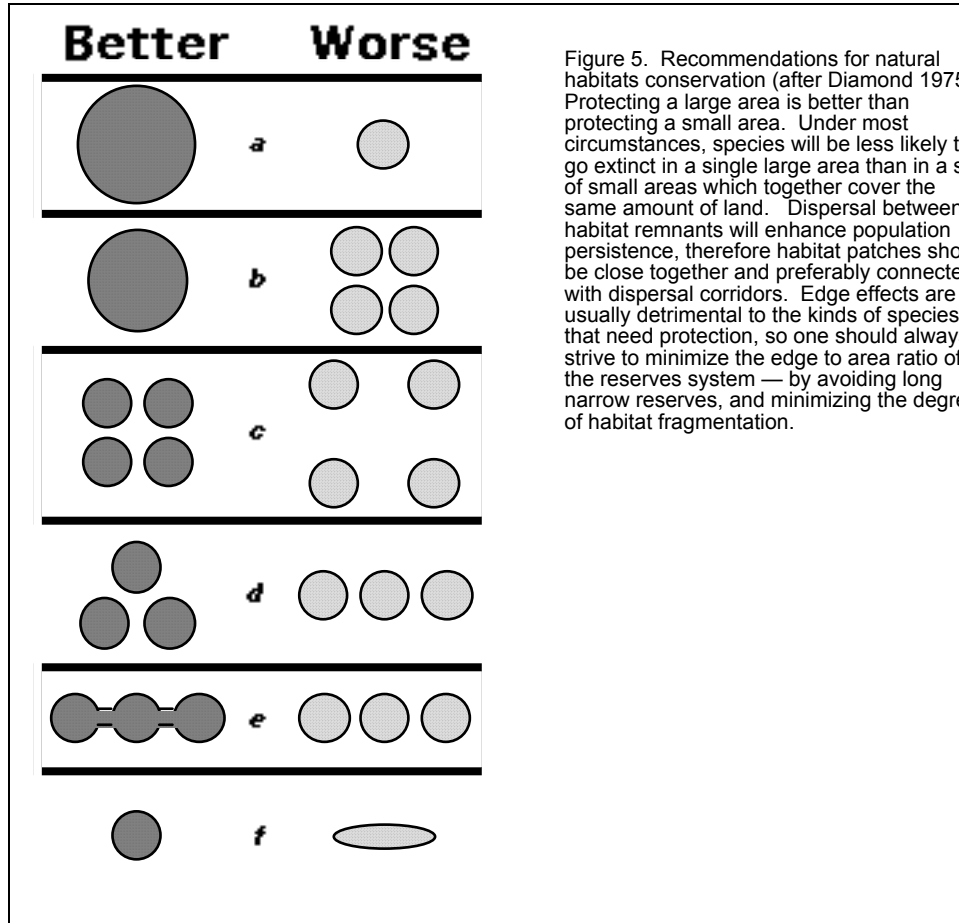 Better Worse
a
b
c
d
e
f
Figure 5. Recommendations for natural
habitats conservation (after Diamond 1975
Protecting a large area is better than
protecting a small area. Under most
circumstances, species will be less likely
go extinct in a single large area than in a
of small areas which together cover the
same amount of land. Dispersal between
habitat remnants will enhance population
persistence, therefore habitat patches
be close together and preferably
with dispersal corridors. Edge effects are
usually detrimental to the kinds of species
that need protection, so one should
strive to minimize the edge to area ratio of
the reserves system — by avoiding long
narrow reserves, and minimizing the
of habitat fragmentation.